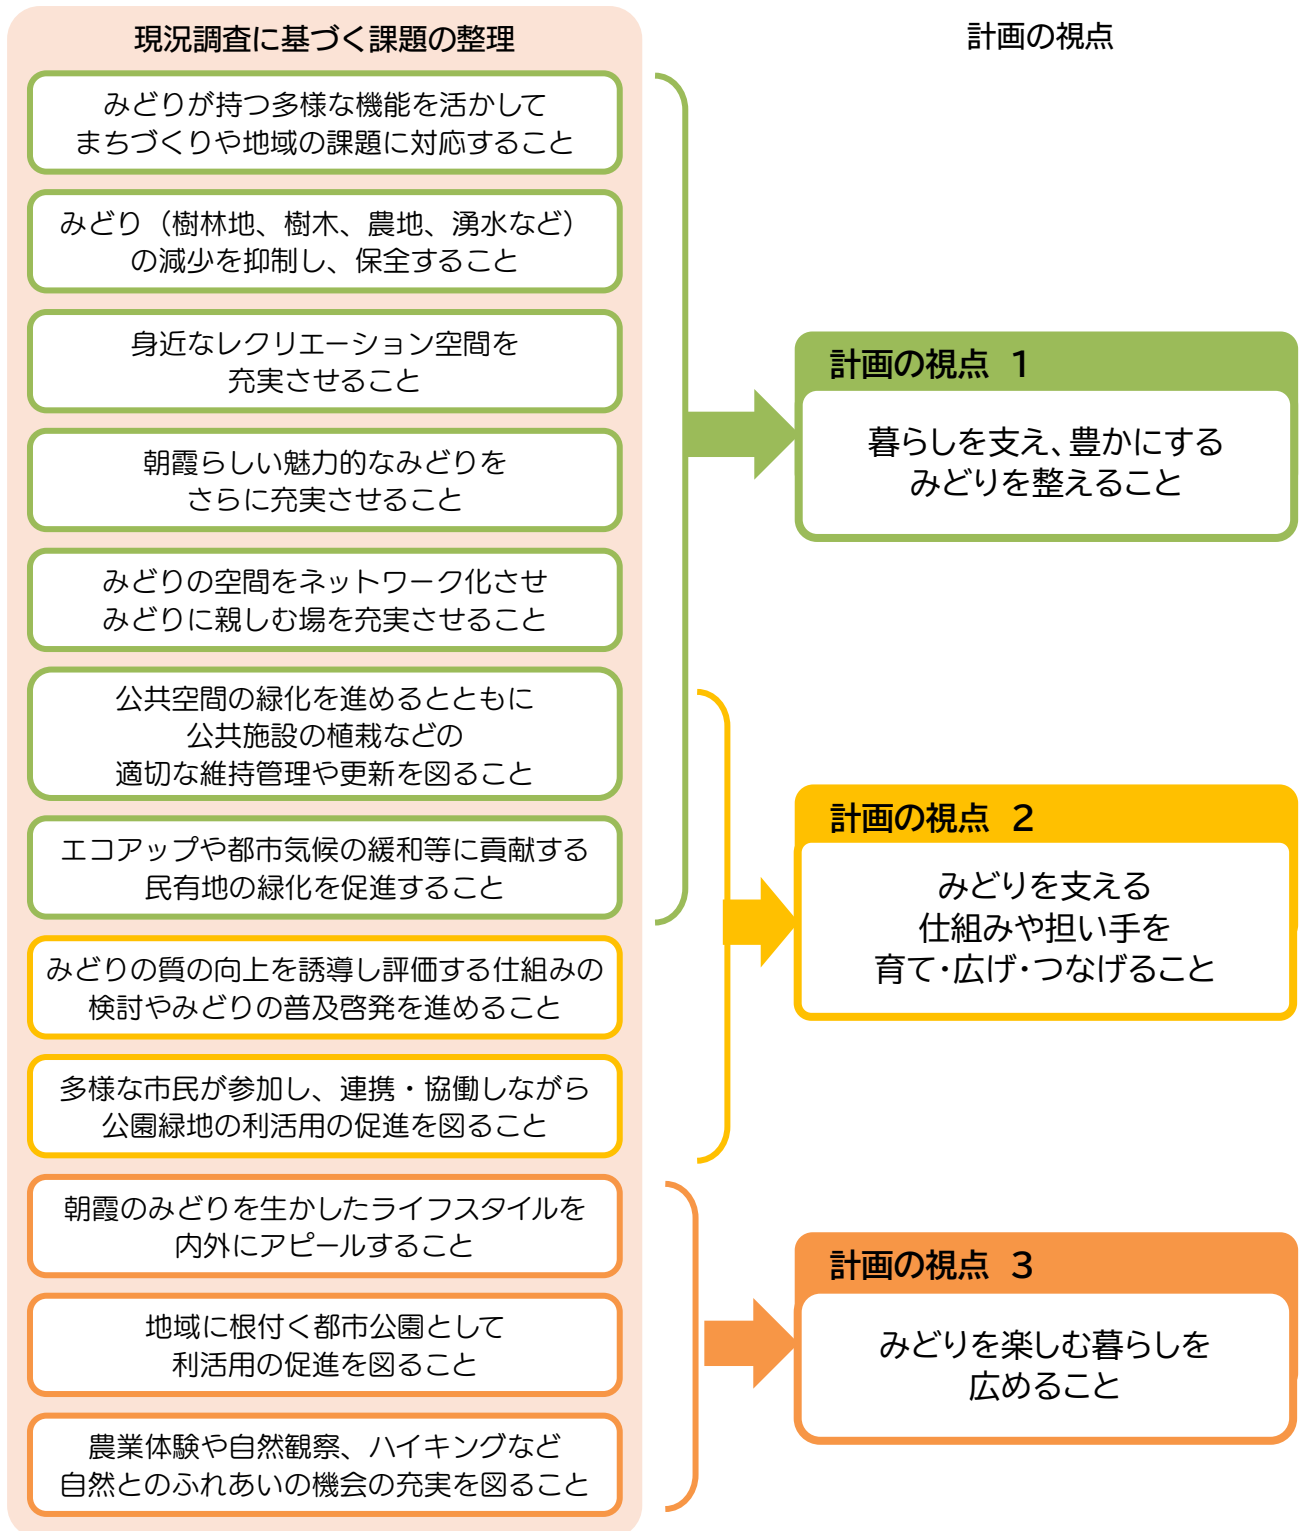 現況調査に基づく課題の整理
みどりが持つ多様な機能を活かして
まちづくりや地域の課題に対応すること
みどり（樹林地、樹木、農地、湧水など）
の減少を抑制し、保全すること
身近なレクリエーション空間を
充実させること
朝霞らしい魅力的なみどりを
さらに充実させること
みどりの空間をネットワーク化させ
みどりに親しむ場を充実させること
公共空間の緑化を進めるとともに
公共施設の植栽などの
適切な維持管理や更新を図ること
エコアップや都市気候の緩和等に貢献する
民有地の緑化を促進すること
みどりの質の向上を誘導し評価する仕組みの
検討やみどりの普及啓発を進めること
多様な市民が参加し、連携・協働しながら
公園緑地の利活用の促進を図ること
朝霞のみどりを生かしたライフスタイルを
内外にアピールすること
地域に根付く都市公園として
利活用の促進を図ること
農業体験や自然観察、ハイキングなど
自然とのふれあいの機会の充実を図ること
計画の視点
計画の視点 1
暮らしを支え、豊かにする
みどりを整えること
計画の視点 2
みどりを支える
仕組みや担い手を
育て・広げ・つなげること
計画の視点 3
みどりを楽しむ暮らしを
広めること